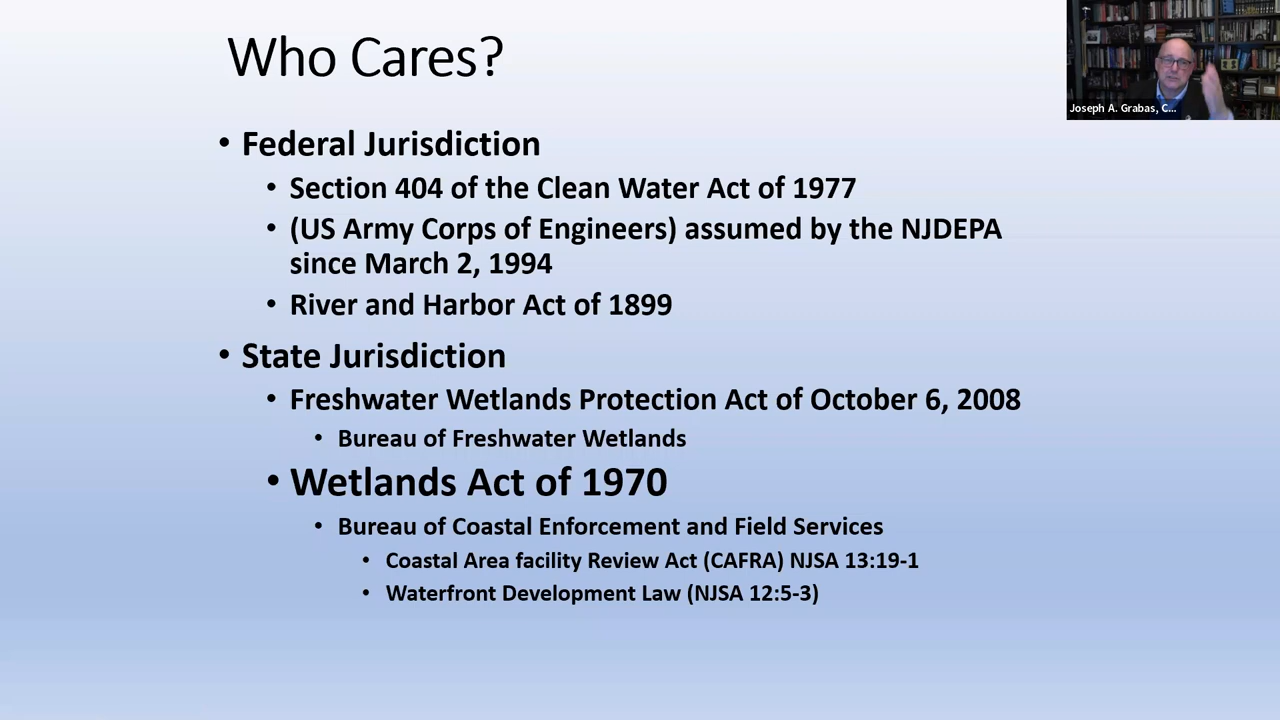 Who Cares?
Joseph A. Grabas, C...
• Federal Jurisdiction
• Section 404 of the Clean Water Act of 1977
• (US Army Corps of Engineers) assumed by the NJDEPA
since March 2, 1994
• River and Harbor Act of 1899
• State Jurisdiction
• Freshwater Wetlands Protection Act of October 6, 2008
• Bureau of Freshwater Wetlands
• Wetlands Act of 1970
• Bureau of Coastal Enforcement and Field Services
• Coastal Area facility Review Act (CAFRA) NJSA 13:19-1
• Waterfront Development Law (NJSA 12:5-3)